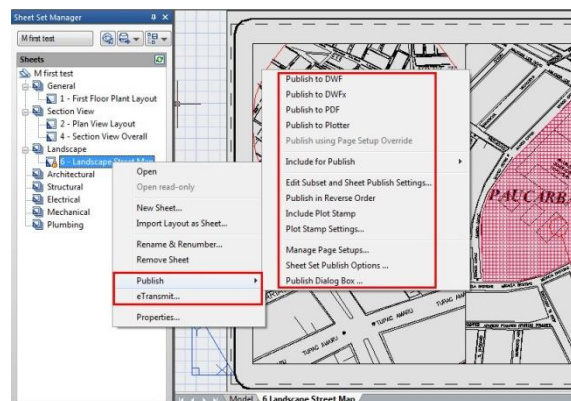 Sheet Set Manager
M first test
Sheets
M first test
General
1 - First Floor Plant Layout
Section View
2 - Plan View Layout
4 - Section View Overall
Landscape
6 - Landscape Street Map
Architectural
Structural
Electrical
Mechanical
Plumbing
Open
Open read-only
New Sheet...
Import Layout as Sheet...
Rename & Renumber...
Remove Sheet
Publish
eTransmit...
Properties...
Publish to DWF
Publish to DWFx
Publish to PDF
Publish to Plotter
Publish using Page Setup Override
Include for Publish
Edit Subset and Sheet Publish Settings...
Publish in Reverse Order
Include Plot Stamp
Plot Stamp Settings...
Manage Page Setups...
Sheet Set Publish Options ...
Publish Dialog Box ...
PAUCARBA
TUPAC AMARU
TUPAC AMARU
Model
6 Landscape Street Map